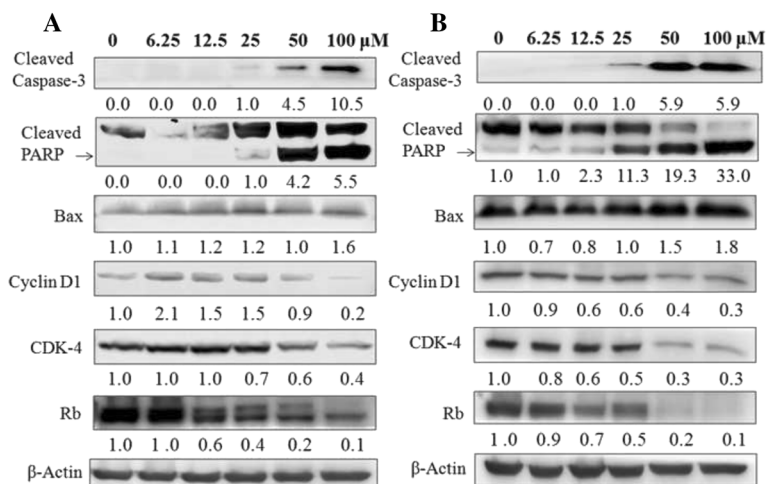 A
0 6.25 12.5 25 50 100 µM
Cleaved
Caspase-3
0.0 0.0 0.0 1.0 4.5 10.5
Cleaved
PARP →
0.0 0.0 0.0 1.0 4.2 5.5
Bax
1.0 1.1 1.2 1.2 1.0 1.6
Cyclin D1
1.0 2.1 1.5 1.5 0.9 0.2
CDK-4
1.0 1.0 1.0 0.7 0.6 0.4
Rb
1.0 1.0 0.6 0.4 0.2 0.1
β-Actin
B
0 6.25 12.5 25 50 100 µM
Cleaved
Caspase-3
0.0 0.0 0.0 1.0 5.9 5.9
Cleaved
PARP →
1.0 1.0 2.3 11.3 19.3 33.0
Bax
1.0 0.7 0.8 1.0 1.5 1.8
Cyclin D1
1.0 0.9 0.6 0.6 0.4 0.3
CDK-4
1.0 0.8 0.6 0.5 0.3 0.3
Rb
1.0 0.9 0.7 0.5 0.2 0.1
β-Actin